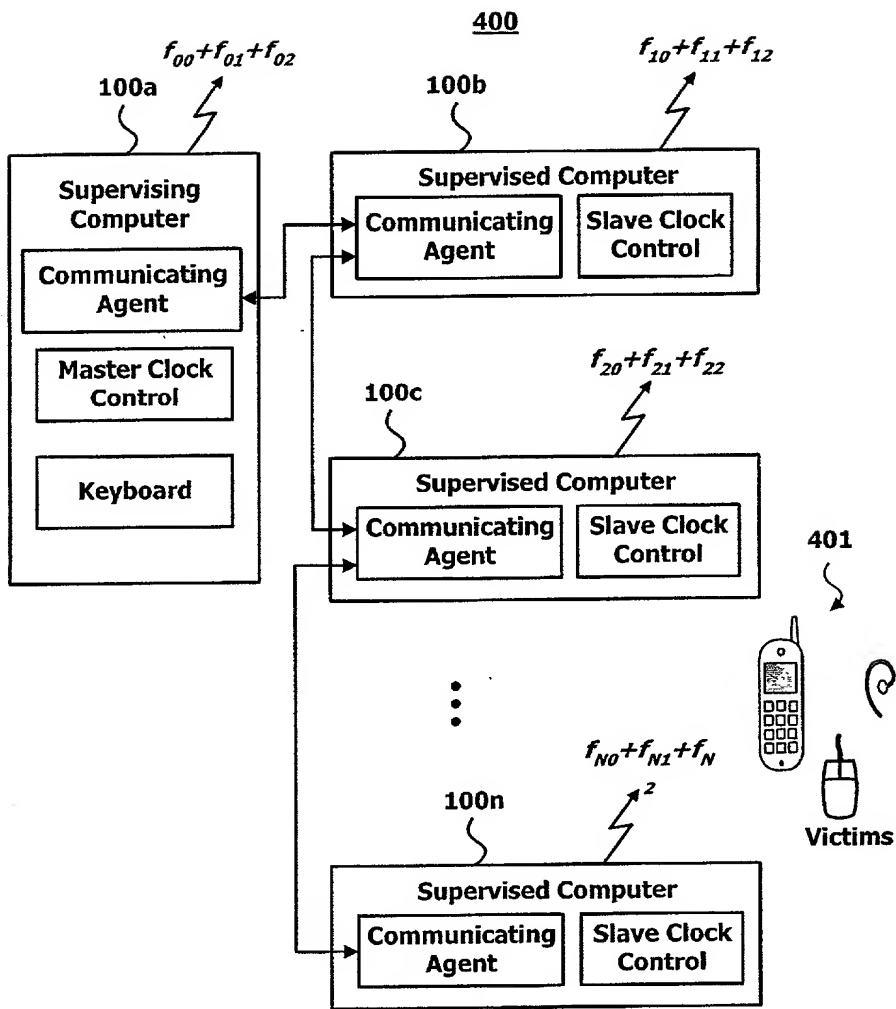 400
f00+f01+f02
100a
Supervising
Computer
Communicating
Agent
Master Clock
Control
Keyboard
f10+f11+f12
100b
Supervised Computer
Communicating
Agent
Slave Clock
Control
f20+f21+f22
100c
Supervised Computer
Communicating
Agent
Slave Clock
Control
401
Victims
fN0+fN1+fN
2
100n
Supervised Computer
Communicating
Agent
Slave Clock
Control